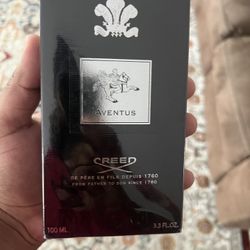 AVENTUS
CREED
DE PÈRE EN FILS DEPUIS 1760
FROM FATHER TO SON SINCE 1760
100 ML
3.3 FL.OZ.